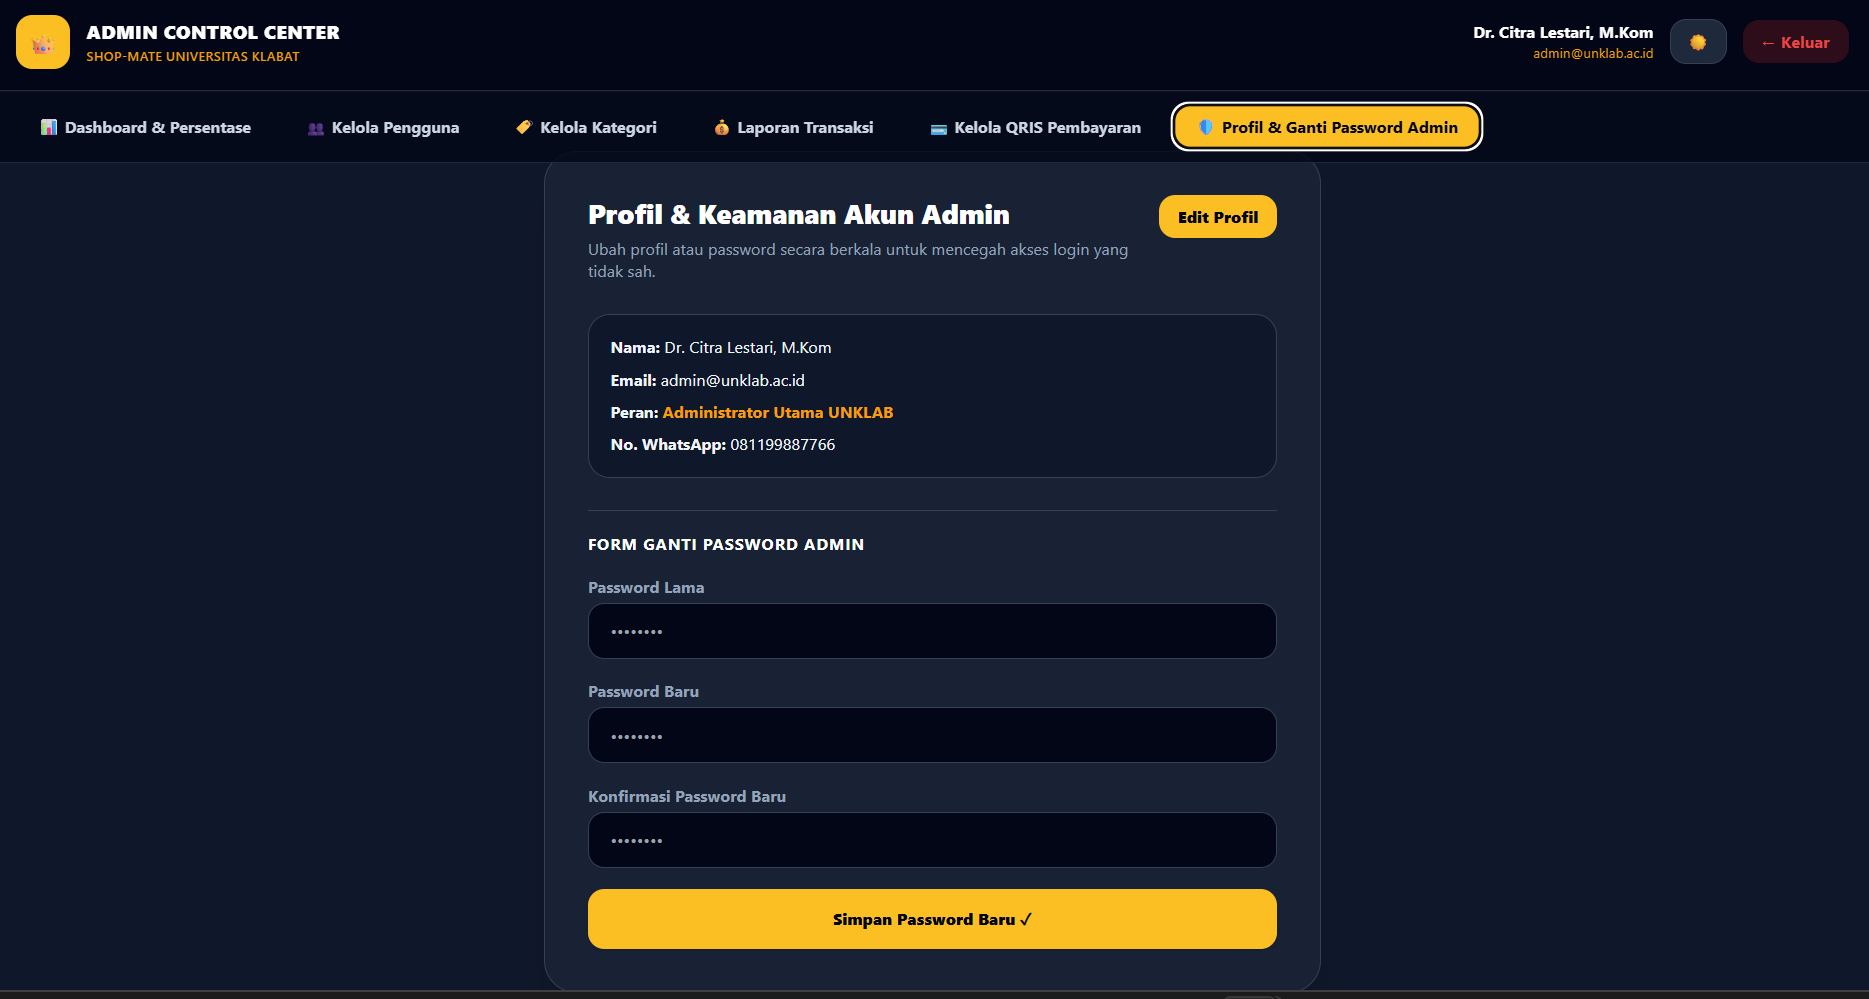 ADMIN CONTROL CENTER
SHOP-MATE UNIVERSITAS KLABAT
Dr. Citra Lestari, M.Kom
admin@unklab.ac.id
← Keluar
Dashboard & Persentase
Kelola Pengguna
Kelola Kategori
Laporan Transaksi
Kelola QRIS Pembayaran
Profil & Ganti Password Admin
Profil & Keamanan Akun Admin
Edit Profil
Ubah profil atau password secara berkala untuk mencegah akses login yang
tidak sah.
Nama: Dr. Citra Lestari, M.Kom
Email: admin@unklab.ac.id
Peran: Administrator Utama UNKLAB
No. WhatsApp: 081199887766
FORM GANTI PASSWORD ADMIN
Password Lama
••••••••
Password Baru
••••••••
Konfirmasi Password Baru
••••••••
Simpan Password Baru ✓